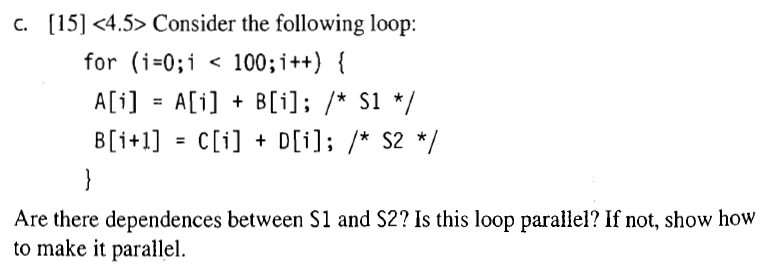 c. [15] <4.5> Consider the following loop:
for (i=0;i < 100;i++) {
A[i] = A[i] + B[i]; /* S1 */
B[i+1] = C[i] + D[i]; /* S2 */
}
Are there dependences between S1 and S2? Is this loop parallel? If not, show how
to make it parallel.